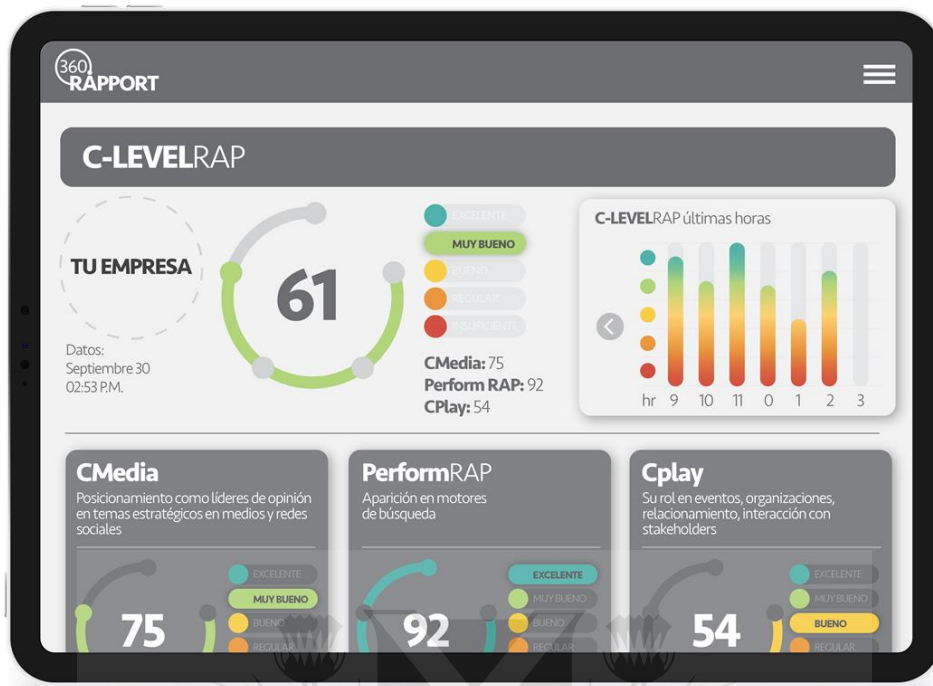 360
RAPPORT
C-LEVELRAP
TU EMPRESA
Datos:
Septiembre 30
02:53 P.M.
61
EXCELENTE
MUY BUENO
BUENO
REGULAR
INSUFICIENTE
CMedia: 75
Perform RAP: 92
CPlay: 54
C-LEVELRAP últimas horas
hr 9 10 11 0 1 2 3
CMedia
Posicionamiento como líderes de opinión
en temas estratégicos en medios y redes
sociales
75
EXCELENTE
MUY BUENO
BUENO
REGULAR
PerformRAP
Aparición en motores
de búsqueda
92
EXCELENTE
MUY BUENO
BUENO
REGULAR
Cplay
Su rol en eventos, organizaciones,
relacionamiento, interacción con
stakeholders
54
EXCELENTE
MUY BUENO
BUENO
REGULAR